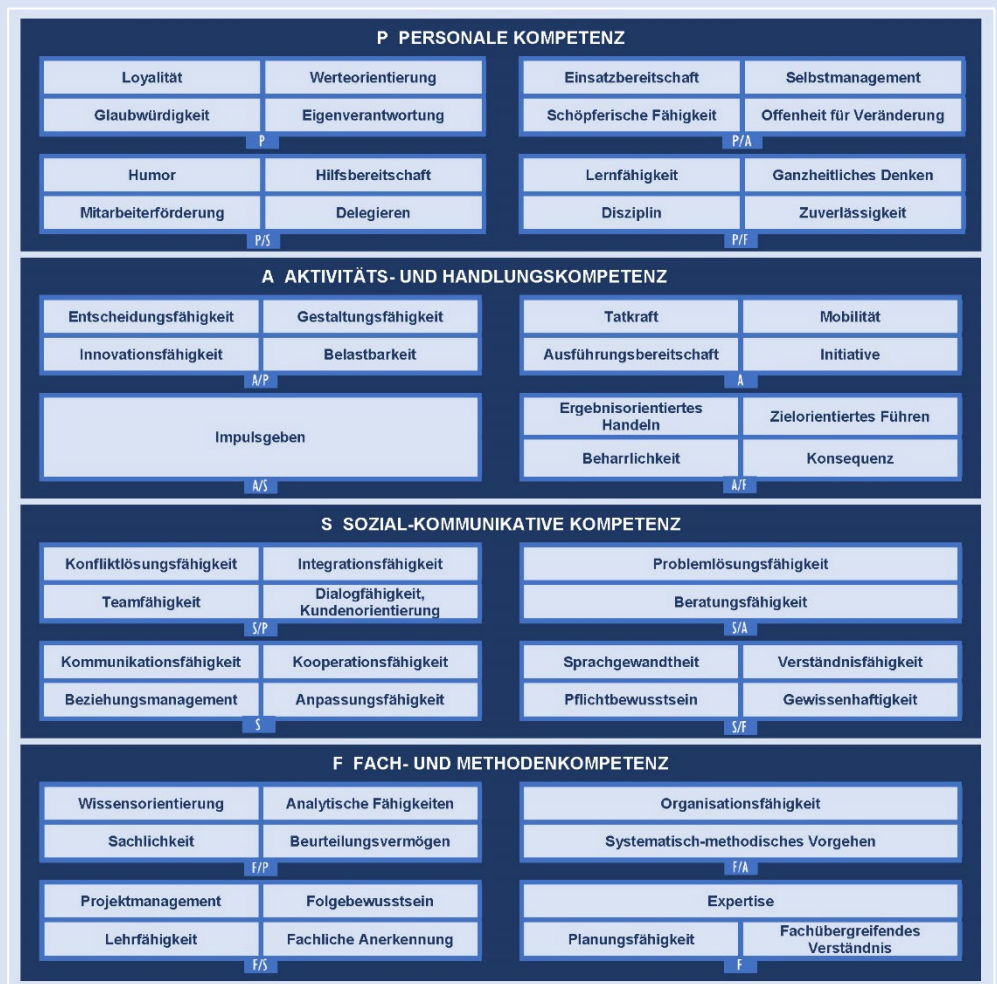 P PERSONALE KOMPETENZ
Loyalität
Werteorientierung
Glaubwürdigkeit
Eigenverantwortung
P
Einsatzbereitschaft
Selbstmanagement
Schöpferische Fähigkeit
Offenheit für Veränderung
P/A
Humor
Hilfsbereitschaft
Mitarbeiterförderung
Delegieren
P/S
Lernfähigkeit
Ganzheitliches Denken
Disziplin
Zuverlässigkeit
P/F
A AKTIVITÄTS- UND HANDLUNGSKOMPETENZ
Entscheidungsfähigkeit
Gestaltungsfähigkeit
Innovationsfähigkeit
Belastbarkeit
A/P
Tatkraft
Mobilität
Ausführungsbereitschaft
Initiative
A
Impulsgeben
A/S
Ergebnisorientiertes
Handeln
Zielorientiertes Führen
Beharrlichkeit
Konsequenz
A/F
S SOZIAL-KOMMUNIKATIVE KOMPETENZ
Konfliktlösungsfähigkeit
Integrationsfähigkeit
Teamfähigkeit
Dialogfähigkeit,
Kundenorientierung
S/P
Problemlösungsfähigkeit
Beratungsfähigkeit
S/A
Kommunikationsfähigkeit
Kooperationsfähigkeit
Beziehungsmanagement
Anpassungsfähigkeit
S
Sprachgewandtheit
Verständnisfähigkeit
Pflichtbewusstsein
Gewissenhaftigkeit
S/F
F FACH- UND METHODENKOMPETENZ
Wissensorientierung
Analytische Fähigkeiten
Sachlichkeit
Beurteilungsvermögen
F/P
Organisationsfähigkeit
Systematisch-methodisches Vorgehen
F/A
Projektmanagement
Folgebewusstsein
Lehrfähigkeit
Fachliche Anerkennung
F/S
Expertise
Planungsfähigkeit
Fachübergreifendes
Verständnis
F